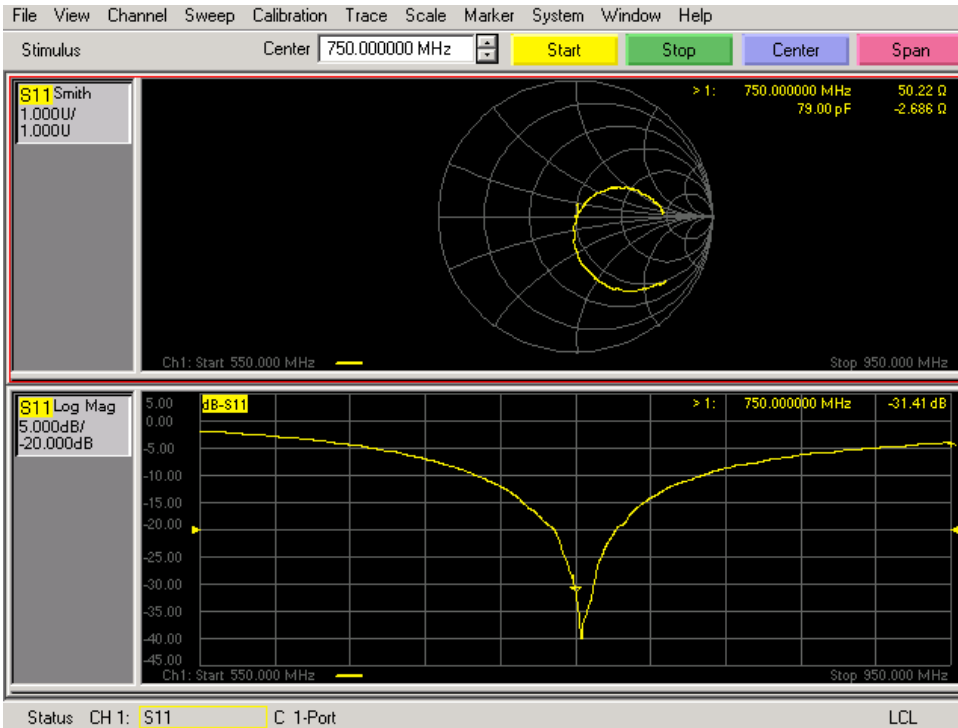 File View Channel Sweep Calibration Trace Scale Marker System Window Help
Stimulus Center 750.000000 MHz Start Stop Center Span
S11 Smith
1.000U/
1.000U
> 1: 750.000000 MHz 50.22 Ω
79.00 pF -2.686 Ω
Ch1: Start 550.000 MHz Stop 950.000 MHz
S11 Log Mag
5.000dB/
-20.000dB
dB-S11
> 1: 750.000000 MHz -31.41 dB
5.00
0.00
-5.00
-10.00
-15.00
-20.00
-25.00
-30.00
-35.00
-40.00
-45.00
Ch1: Start 550.000 MHz Stop 950.000 MHz
Status CH 1: S11 C 1-Port LCL